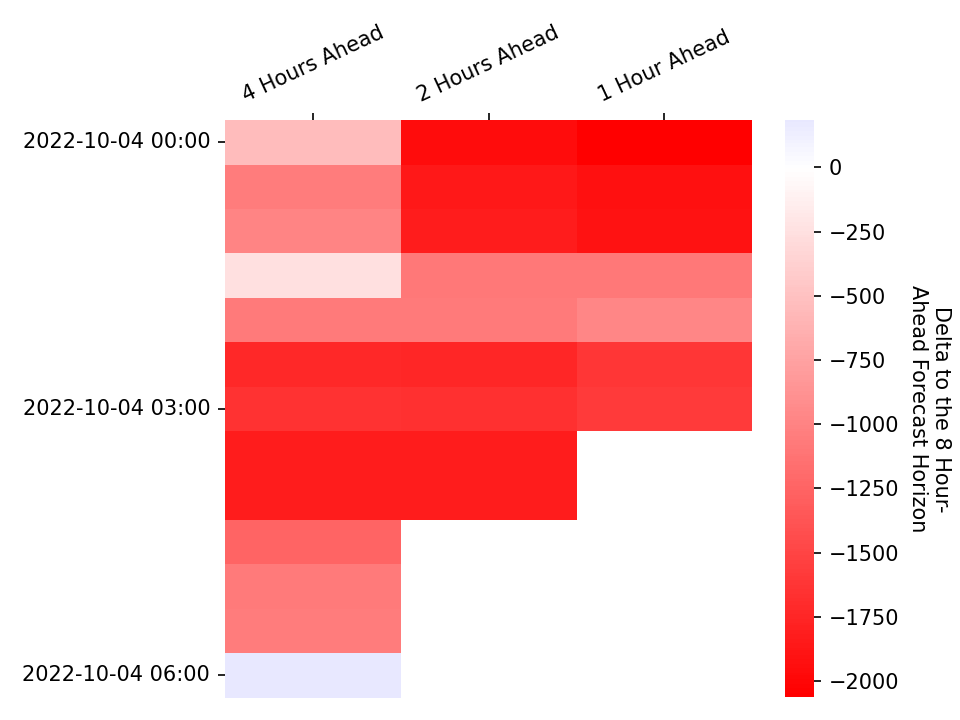 4 Hours Ahead
2 Hours Ahead
1 Hour Ahead
2022-10-04 00:00
2022-10-04 03:00
2022-10-04 06:00
0
−250
−500
−750
−1000
−1250
−1500
−1750
−2000
Delta to the 8 Hour-
Ahead Forecast Horizon